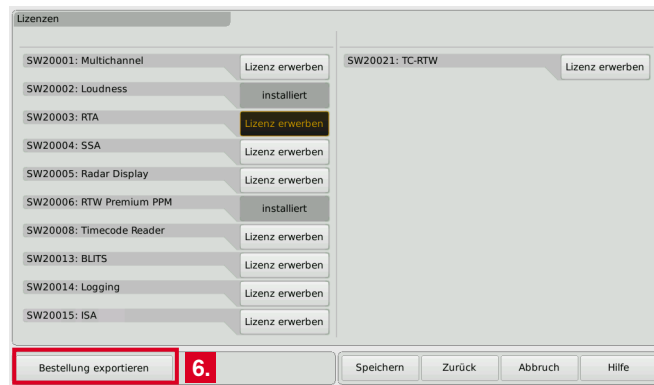 Lizenzen
SW20001: Multichannel
Lizenz erwerben
SW20002: Loudness
installiert
SW20003: RTA
Lizenz erwerben
SW20004: SSA
Lizenz erwerben
SW20005: Radar Display
Lizenz erwerben
SW20006: RTW Premium PPM
installiert
SW20008: Timecode Reader
Lizenz erwerben
SW20013: BLITS
Lizenz erwerben
SW20014: Logging
Lizenz erwerben
SW20015: ISA
Lizenz erwerben
SW20021: TC-RTW
Lizenz erwerben
Bestellung exportieren
6.
Speichern
Zurück
Abbruch
Hilfe